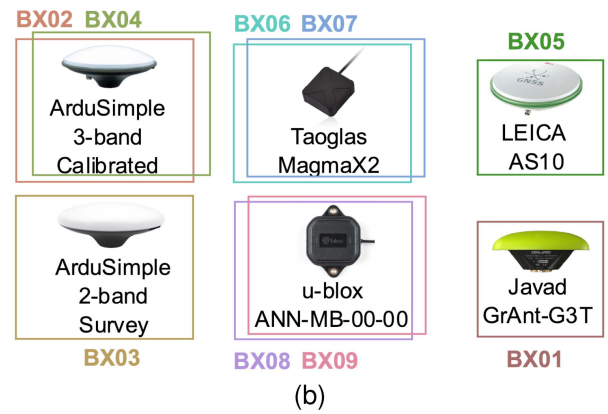 BX02 BX04
ArduSimple
3-band
Calibrated
BX06 BX07
Taoglas
MagmaX2
BX05
GNSS
LEICA
AS10
ArduSimple
2-band
Survey
BX03
u-blox
ANN-MB-00-00
BX08 BX09
Javad
GrAnt-G3T
BX01
(b)